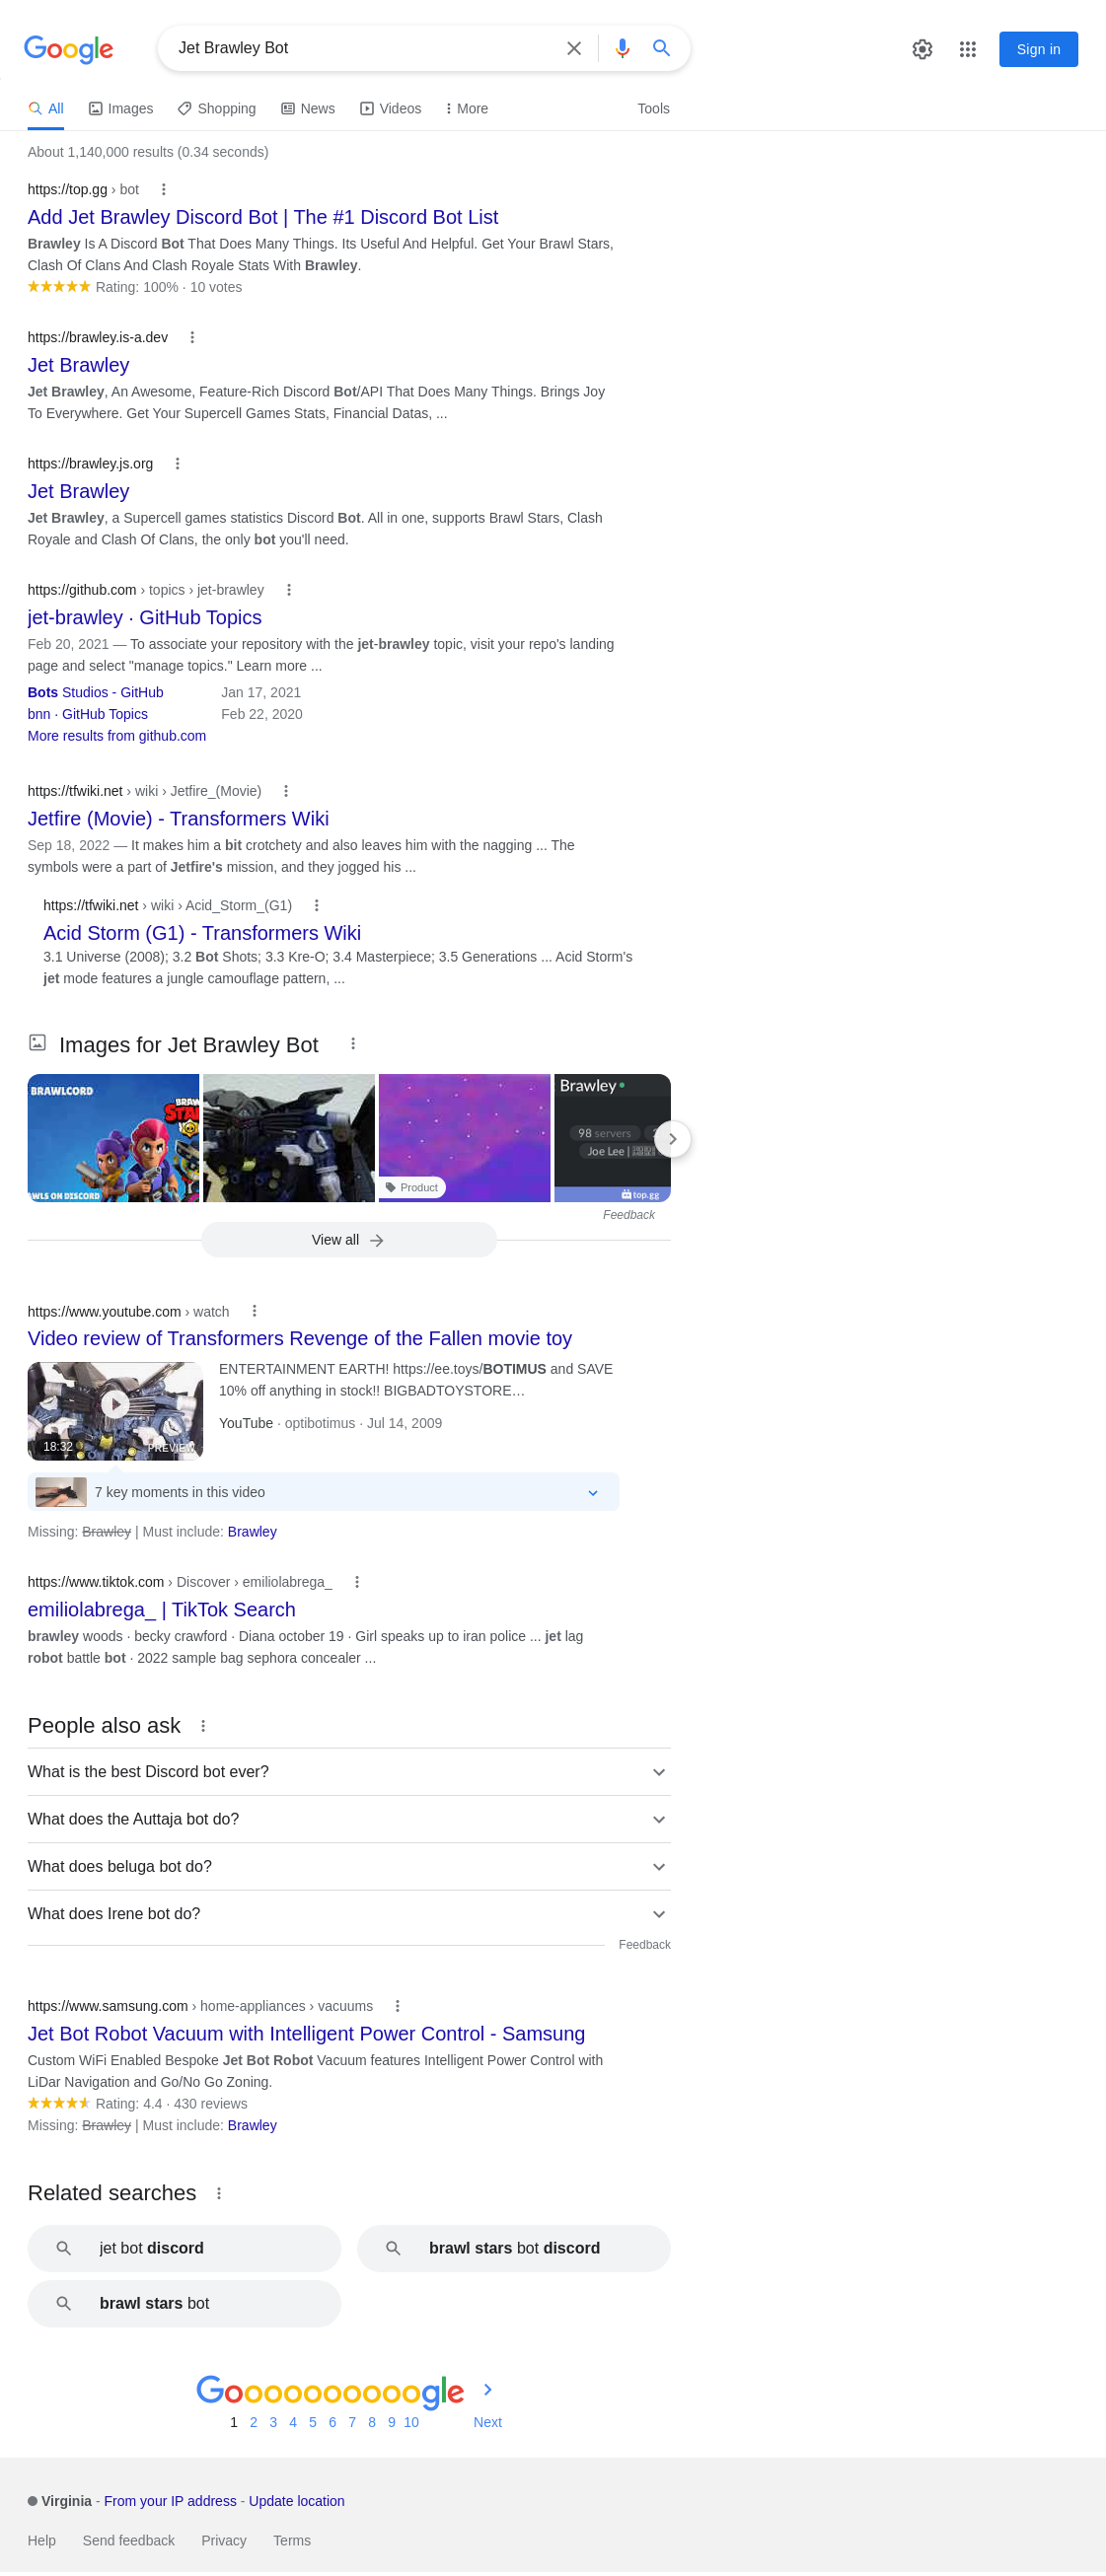 Google
Jet Brawley Bot
Sign in
All Images Shopping News Videos More Tools
About 1,140,000 results (0.34 seconds)
https://top.gg › bot
Add Jet Brawley Discord Bot | The #1 Discord Bot List
Brawley Is A Discord Bot That Does Many Things. Its Useful And Helpful. Get Your Brawl Stars,
Clash Of Clans And Clash Royale Stats With Brawley.
Rating: 100% · 10 votes
https://brawley.is-a.dev
Jet Brawley
Jet Brawley, An Awesome, Feature-Rich Discord Bot/API That Does Many Things. Brings Joy
To Everywhere. Get Your Supercell Games Stats, Financial Datas, ...
https://brawley.js.org
Jet Brawley
Jet Brawley, a Supercell games statistics Discord Bot. All in one, supports Brawl Stars, Clash
Royale and Clash Of Clans, the only bot you'll need.
https://github.com › topics › jet-brawley
jet-brawley · GitHub Topics
Feb 20, 2021 — To associate your repository with the jet-brawley topic, visit your repo's landing
page and select "manage topics." Learn more ...
Bots Studios - GitHub Jan 17, 2021
bnn · GitHub Topics Feb 22, 2020
More results from github.com
https://tfwiki.net › wiki › Jetfire_(Movie)
Jetfire (Movie) - Transformers Wiki
Sep 18, 2022 — It makes him a bit crotchety and also leaves him with the nagging ... The
symbols were a part of Jetfire's mission, and they jogged his ...
https://tfwiki.net › wiki › Acid_Storm_(G1)
Acid Storm (G1) - Transformers Wiki
3.1 Universe (2008); 3.2 Bot Shots; 3.3 Kre-O; 3.4 Masterpiece; 3.5 Generations ... Acid Storm's
jet mode features a jungle camouflage pattern, ...
Images for Jet Brawley Bot
BRAWLCORD
BRAW
STA
AWLS ON DISCORD
Product
Brawley
98 servers
Joe Lee |
top.gg
Feedback
View all
https://www.youtube.com › watch
Video review of Transformers Revenge of the Fallen movie toy
ENTERTAINMENT EARTH! https://ee.toys/BOTIMUS and SAVE
10% off anything in stock!! BIGBADTOYSTORE…
YouTube · optibotimus · Jul 14, 2009
18:32
PREVIEW
7 key moments in this video
Missing: Brawley | Must include: Brawley
https://www.tiktok.com › Discover › emiliolabrega_
emiliolabrega_ | TikTok Search
brawley woods · becky crawford · Diana october 19 · Girl speaks up to iran police ... jet lag
robot battle bot · 2022 sample bag sephora concealer ...
People also ask
What is the best Discord bot ever?
What does the Auttaja bot do?
What does beluga bot do?
What does Irene bot do?
Feedback
https://www.samsung.com › home-appliances › vacuums
Jet Bot Robot Vacuum with Intelligent Power Control - Samsung
Custom WiFi Enabled Bespoke Jet Bot Robot Vacuum features Intelligent Power Control with
LiDar Navigation and Go/No Go Zoning.
Rating: 4.4 · 430 reviews
Missing: Brawley | Must include: Brawley
Related searches
jet bot discord
brawl stars bot discord
brawl stars bot
Goooooooooogle
1 2 3 4 5 6 7 8 9 10 Next
Virginia - From your IP address - Update location
Help Send feedback Privacy Terms